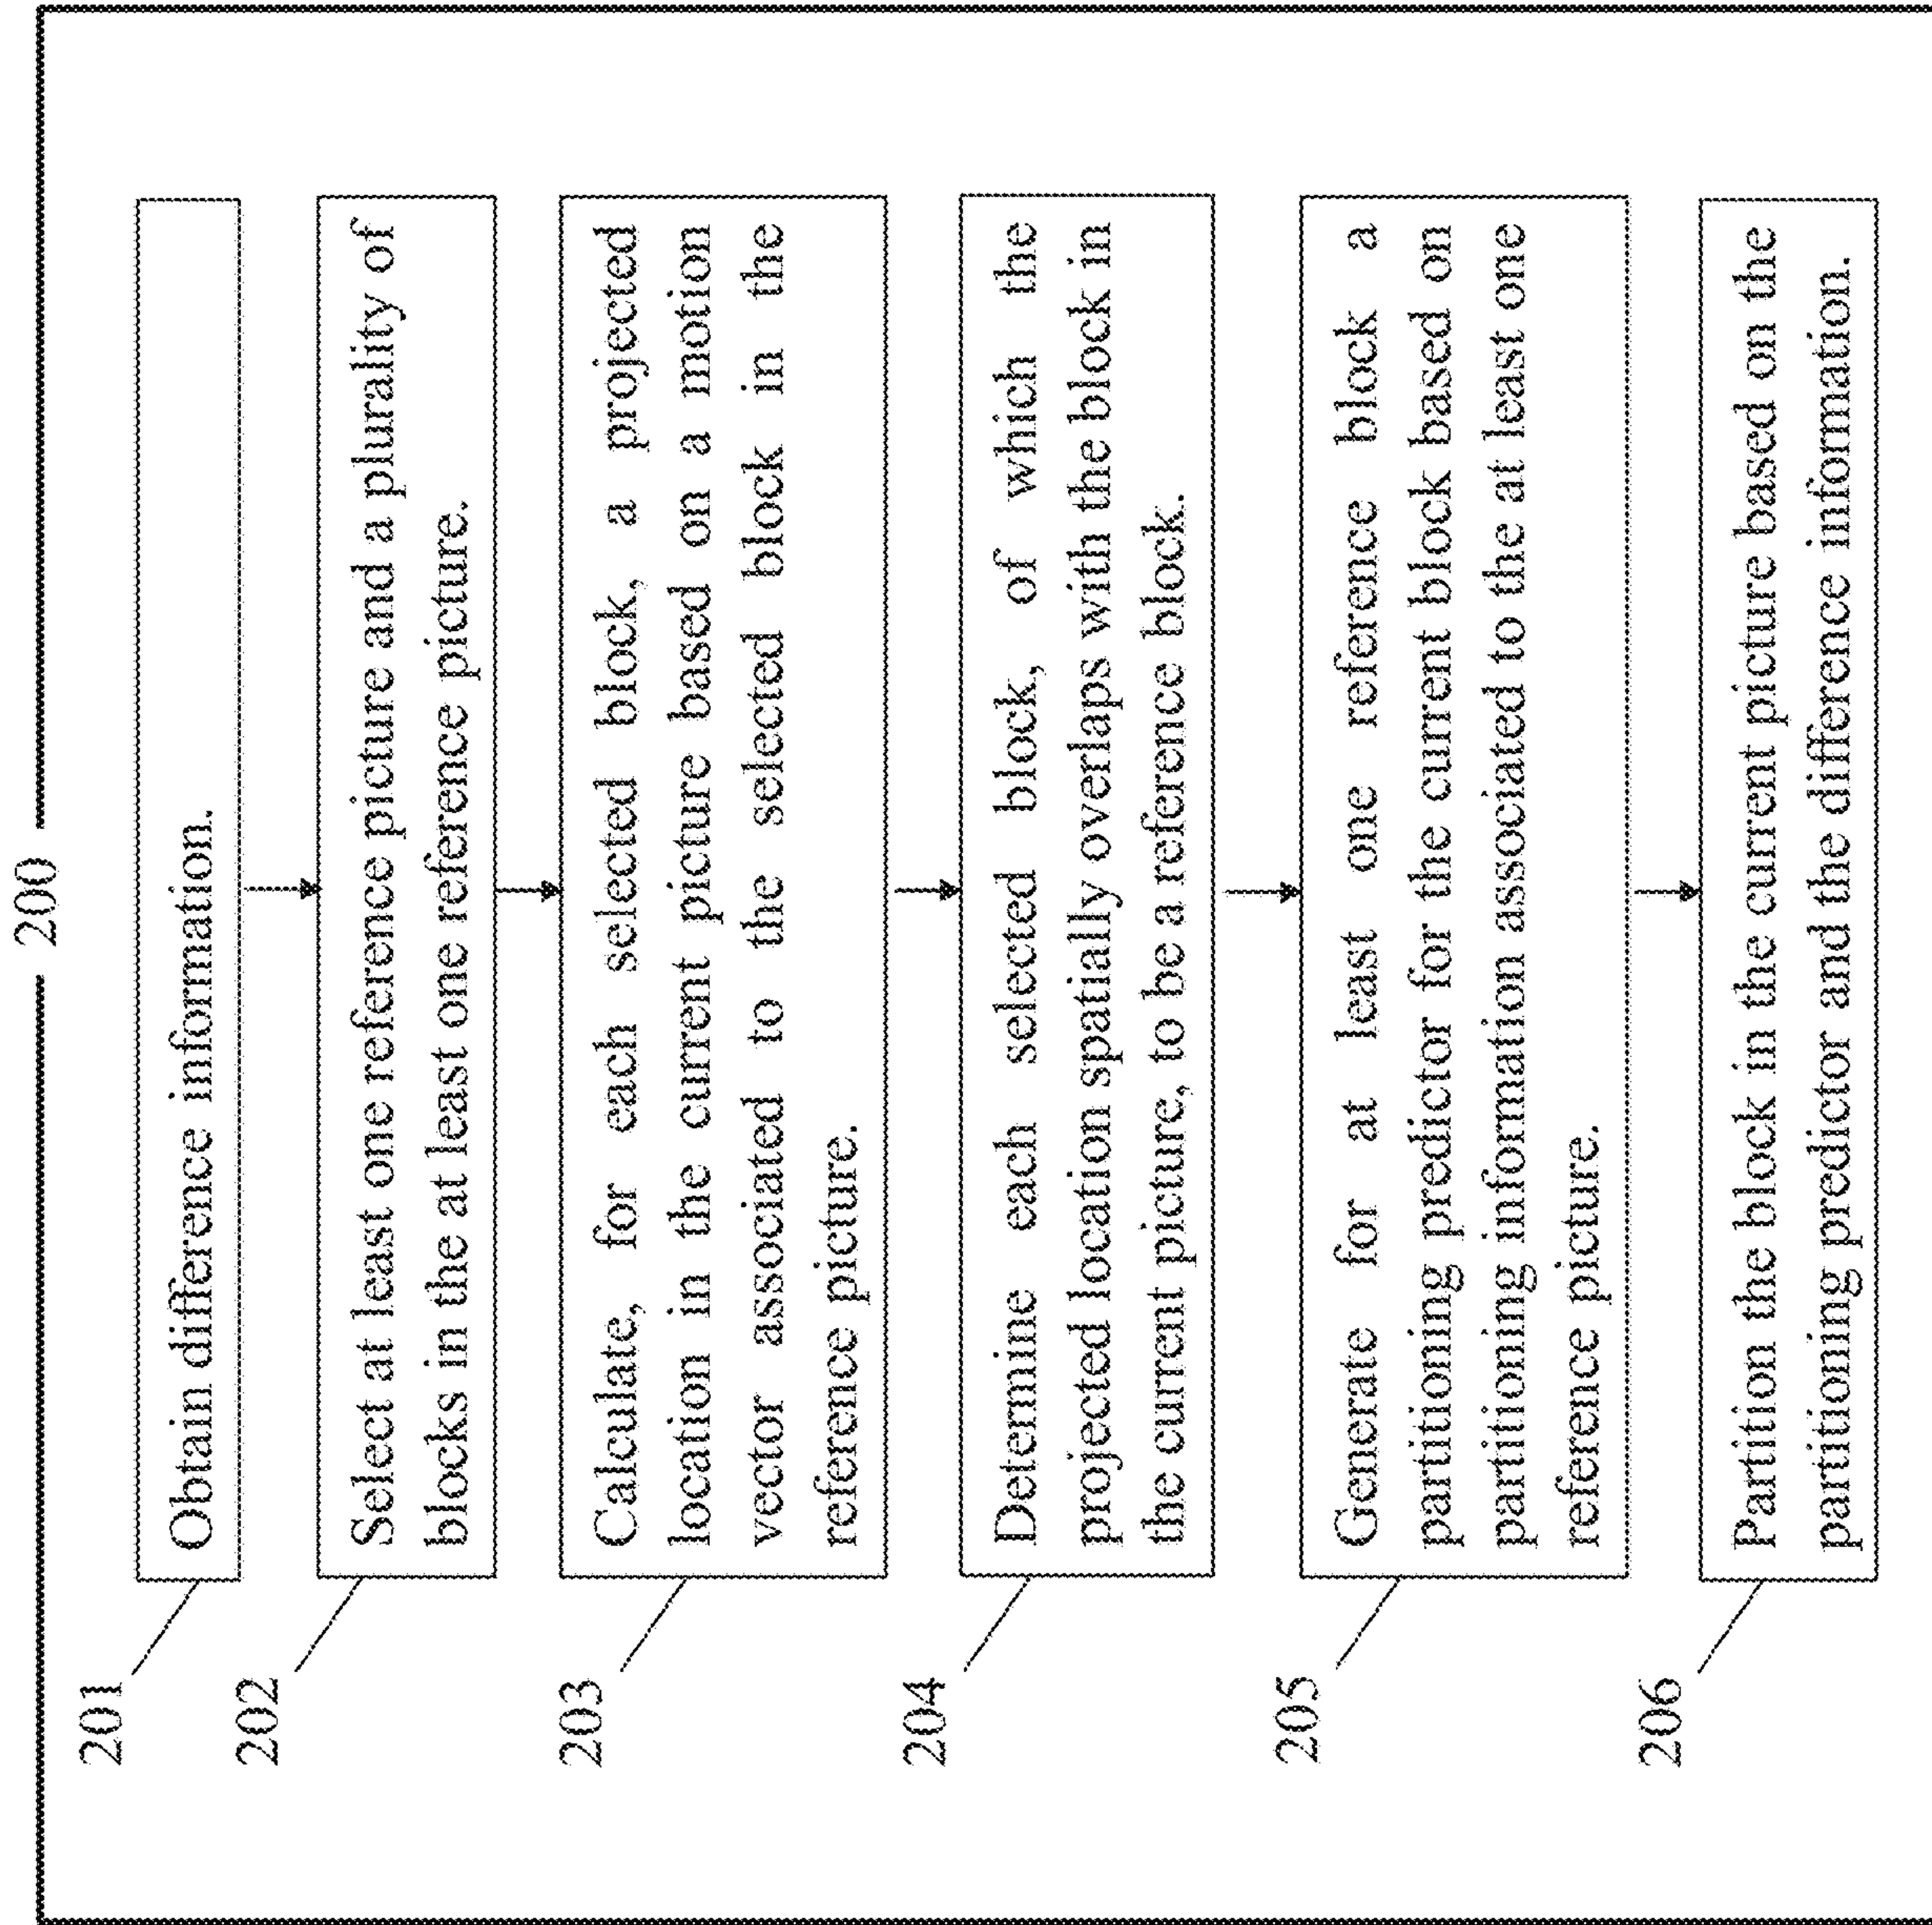 200
201
Obtain difference information.
202
Select at least one reference picture and a plurality of
blocks in the at least one reference picture.
203
Calculate, for each selected block, a projected
location in the current picture based on a motion
vector associated to the selected block in the
reference picture.
204
Determine each selected block, of which the
projected location spatially overlaps with the block in
the current picture, to be a reference block.
205
Generate for at least one reference block a
partitioning predictor for the current block based on
partitioning information associated to the at least one
reference picture.
206
Partition the block in the current picture based on the
partitioning predictor and the difference information.